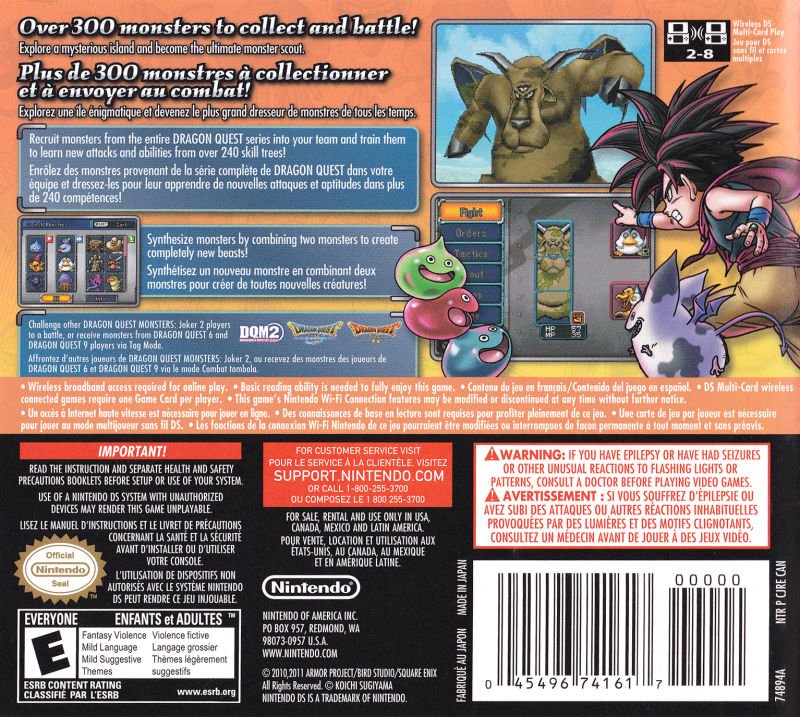 Over 300 monsters to collect and battle!
Explore a mysterious island and become the ultimate monster scout.
Plus de 300 monstres à collectionner
et à envoyer au combat!
Explorez une île énigmatique et devenez le plus grand dresseur de monstres de tous les temps.
Wireless DS
Multi-Card Play
Jeu pour DS
sans fil et cartes
multiples
2-8
Recruit monsters from the entire DRAGON QUEST series into your team and train them
to learn new attacks and abilities from over 240 skill trees!
Enrôlez des monstres provenant de la série complète de DRAGON QUEST dans votre
équipe et dressez-les pour leur apprendre de nouvelles attaques et aptitudes dans plus
de 240 compétences!
Fight
Orders
Tactics
MP 35
Synthesize monsters by combining two monsters to create
completely new beasts!
Synthétisez un nouveau monstre en combinant deux
monstres pour créer de toutes nouvelles créatures!
Challenge other DRAGON QUEST MONSTERS: Joker 2 players
to a battle, or receive monsters from DRAGON QUEST 6 and
DRAGON QUEST 9 players via Tag Mode.
Affrontez d'autres joueurs de DRAGON QUEST MONSTERS: Joker 2, ou recevez des monstres des joueurs de
DRAGON QUEST 6 et DRAGON QUEST 9 via le mode Combat tombola.
DQM2
DRAGON QUEST
DRAGON QUEST
• Wireless broadband access required for online play. • Basic reading ability is needed to fully enjoy this game. • Contenu du jeu en français/Contenido del juego en español. • DS Multi-Card wireless
connected games require one Game Card per player. • This game's Nintendo Wi-Fi Connection features may be modified or discontinued at any time without further notice.
• Un accès à Internet haute vitesse est nécessaire pour jouer en ligne. • Des connaissances de base en lecture sont requises pour profiter pleinement de ce jeu. • Une carte de jeu par joueur est nécessaire
pour jouer au mode multijoueur sans fil DS. • Les fonctions de la connexion Wi-Fi Nintendo de ce jeu pourraient être modifiées ou interrompues de façon permanente à tout moment et sans préavis.
IMPORTANT!
READ THE INSTRUCTION AND SEPARATE HEALTH AND SAFETY
PRECAUTIONS BOOKLETS BEFORE SETUP OR USE OF YOUR SYSTEM.
USE OF A NINTENDO DS SYSTEM WITH UNAUTHORIZED
DEVICES MAY RENDER THIS GAME UNPLAYABLE.
LISEZ LE MANUEL D'INSTRUCTIONS ET LE LIVRET DE PRÉCAUTIONS
CONCERNANT LA SANTÉ ET LA SÉCURITÉ
AVANT D'INSTALLER OU D'UTILISER
VOTRE CONSOLE.
L'UTILISATION DE DISPOSITIFS NON
AUTORISÉS AVEC LE SYSTÈME NINTENDO
DS PEUT RENDRE CE JEU INJOUABLE.
Official
Nintendo
Seal
EVERYONE ENFANTS et ADULTES ™
E
Fantasy Violence Violence fictive
Mild Language Langage grossier
Mild Suggestive Thèmes légèrement
Themes suggestifs
ESRB CONTENT RATING
CLASSIFIÉ PAR L'ESRB
www.esrb.org
FOR CUSTOMER SERVICE VISIT
POUR LE SERVICE À LA CLIENTÈLE, VISITEZ
SUPPORT.NINTENDO.COM
OR CALL 1-800-255-3700
OU COMPOSEZ LE 1 800 255-3700
FOR SALE, RENTAL AND USE ONLY IN USA,
CANADA, MEXICO AND LATIN AMERICA.
POUR VENTE, LOCATION ET UTILISATION AUX
ETATS-UNIS, AU CANADA, AU MEXIQUE
ET EN AMÉRIQUE LATINE.
Nintendo
NINTENDO OF AMERICA INC.
PO BOX 957, REDMOND, WA
98073-0957 U.S.A.
WWW.NINTENDO.COM
© 2010,2011 ARMOR PROJECT/BIRD STUDIO/SQUARE ENIX
All Rights Reserved. © KOICHI SUGIYAMA
NINTENDO DS IS A TRADEMARK OF NINTENDO.
WARNING: IF YOU HAVE EPILEPSY OR HAVE HAD SEIZURES
OR OTHER UNUSUAL REACTIONS TO FLASHING LIGHTS OR
PATTERNS, CONSULT A DOCTOR BEFORE PLAYING VIDEO GAMES.
AVERTISSEMENT : SI VOUS SOUFFREZ D'ÉPILEPSIE OU
AVEZ SUBI DES ATTAQUES OU AUTRES RÉACTIONS INHABITUELLES
PROVOQUÉES PAR DES LUMIÈRES ET DES MOTIFS CLIGNOTANTS,
CONSULTEZ UN MÉDECIN AVANT DE JOUER À DES JEUX VIDÉO.
FABRIQUÉ AU JAPON MADE IN JAPAN
00000
0 45496 74161 7
74894A NTR P CJRE CAN